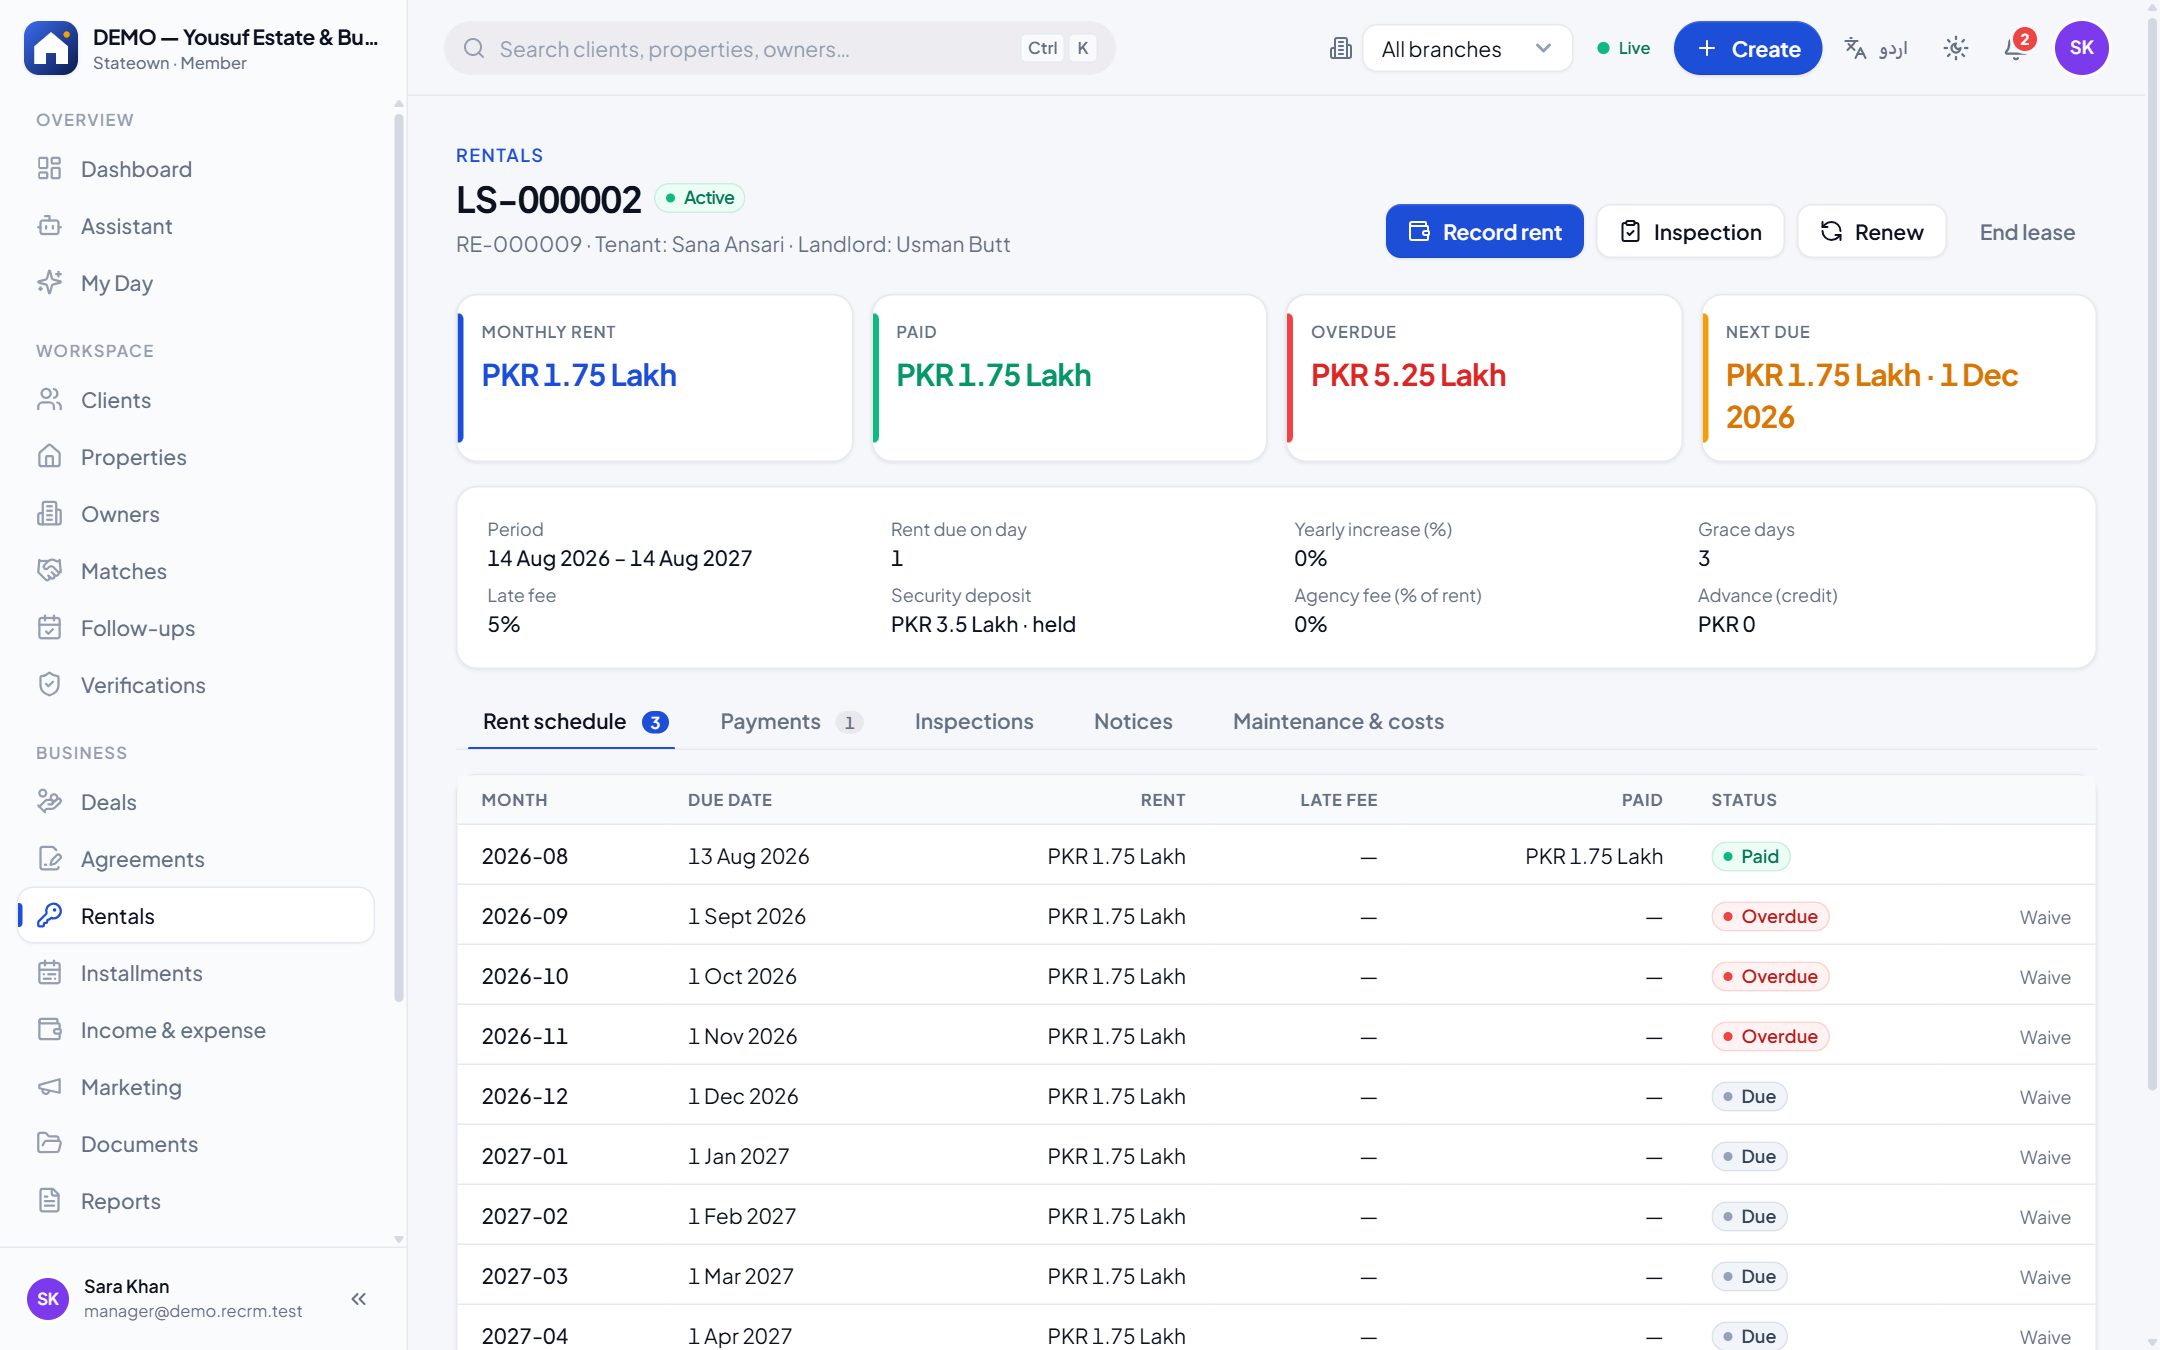 DEMO — Yousuf Estate & Bu...
Stateown · Member
OVERVIEW
Dashboard
Assistant
My Day
WORKSPACE
Clients
Properties
Owners
Matches
Follow-ups
Verifications
BUSINESS
Deals
Agreements
Rentals
Installments
Income & expense
Marketing
Documents
Reports
SK
Sara Khan
manager@demo.recrm.test
Search clients, properties, owners...
Ctrl K
All branches
Live
+ Create
اردو
2
SK
RENTALS
LS-000002
Active
RE-000009 · Tenant: Sana Ansari · Landlord: Usman Butt
Record rent
Inspection
Renew
End lease
MONTHLY RENT
PKR 1.75 Lakh
PAID
PKR 1.75 Lakh
OVERDUE
PKR 5.25 Lakh
NEXT DUE
PKR 1.75 Lakh · 1 Dec
2026
Period
14 Aug 2026 – 14 Aug 2027
Rent due on day
1
Yearly increase (%)
0%
Grace days
3
Late fee
5%
Security deposit
PKR 3.5 Lakh · held
Agency fee (% of rent)
0%
Advance (credit)
PKR 0
Rent schedule 3
Payments 1
Inspections
Notices
Maintenance & costs
MONTH DUE DATE RENT LATE FEE PAID STATUS
2026-08 13 Aug 2026 PKR 1.75 Lakh — PKR 1.75 Lakh Paid
2026-09 1 Sept 2026 PKR 1.75 Lakh — — Overdue Waive
2026-10 1 Oct 2026 PKR 1.75 Lakh — — Overdue Waive
2026-11 1 Nov 2026 PKR 1.75 Lakh — — Overdue Waive
2026-12 1 Dec 2026 PKR 1.75 Lakh — — Due Waive
2027-01 1 Jan 2027 PKR 1.75 Lakh — — Due Waive
2027-02 1 Feb 2027 PKR 1.75 Lakh — — Due Waive
2027-03 1 Mar 2027 PKR 1.75 Lakh — — Due Waive
2027-04 1 Apr 2027 PKR 1.75 Lakh — — Due Waive